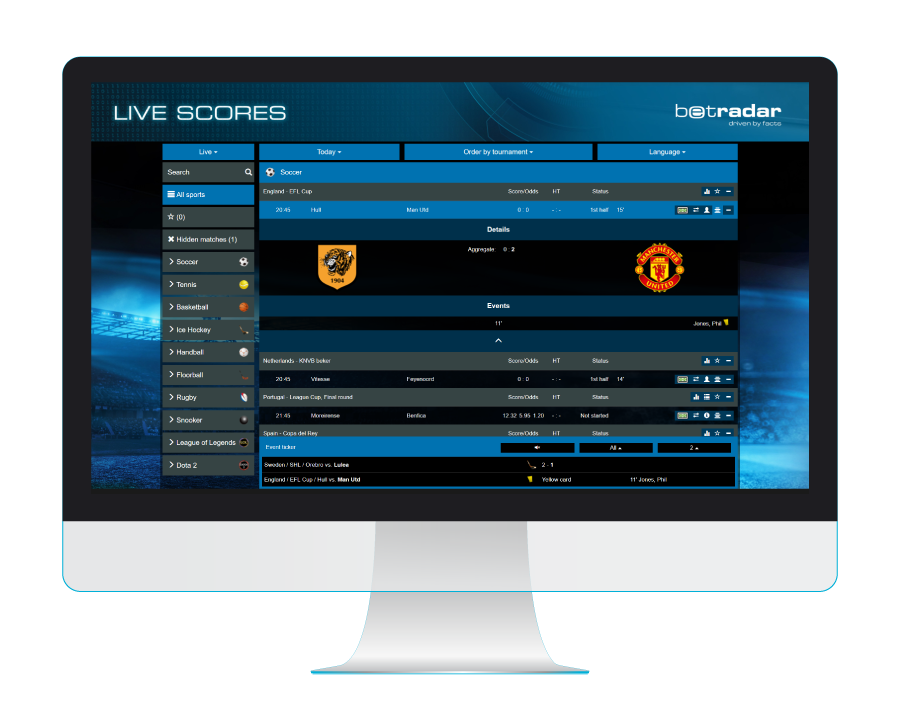 LIVE SCORES
betradar
driven by facts
Live Today Order by tournament Language
Search
Soccer
All sports
England - EFL Cup Score/Odds HT Status
20:45 Hull Man Utd 0 : 0 - : - 1st half 15'
(0)
Details
Hidden matches (1)
Aggregate: 0 : 2
1904
MANCHESTER UNITED
Soccer
Tennis
Basketball
Events
Ice Hockey
11' Jones, Phil
Handball
Netherlands - KNVB beker Score/Odds HT Status
Floorball
20:45 Vitesse Feyenoord 0 : 0 - : - 1st half 14'
Rugby
Portugal - League Cup, Final round Score/Odds HT Status
Snooker
21:45 Moreirense Benfica 12.32 5.95 1.20 - : - Not started
Spain - Copa del Rey Score/Odds HT Status
League of Legends
Event ticker All 2
Dota 2
Sweden / SHL / Orebro vs. Lulea 2 - 1
England / EFL Cup / Hull vs. Man Utd Yellow card 11' Jones, Phil